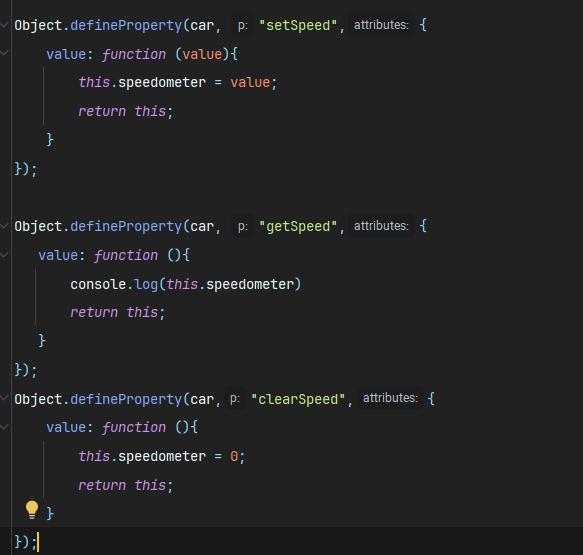 Object.defineProperty(car, p: "setSpeed", attributes: {
    value: function (value){
        this.speedometer = value;
        return this;
    }
});

Object.defineProperty(car, p: "getSpeed", attributes: {
   value: function (){
       console.log(this.speedometer)
       return this;
   }
});
Object.defineProperty(car, p: "clearSpeed", attributes: {
    value: function (){
        this.speedometer = 0;
        return this;
    }
});